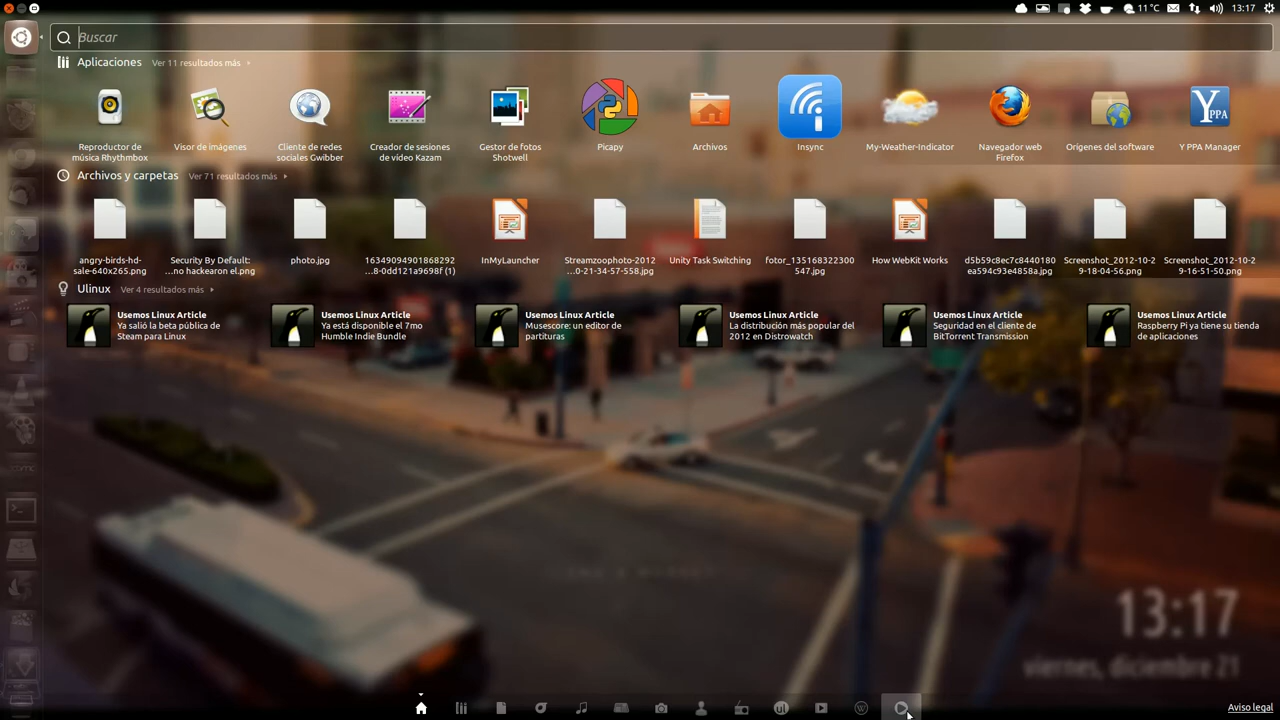 11°C
13:17
Buscar
Aplicaciones Ver 11 resultados más
Reproductor de música Rhythmbox
Visor de imágenes
Cliente de redes sociales Gwibber
Creador de sesiones de vídeo Kazam
Gestor de fotos Shotwell
Picapy
Archivos
Insync
My-Weather-Indicator
Navegador web Firefox
Orígenes del software
Y PPA Manager
Archivos y carpetas Ver 71 resultados más
angry-birds-hd-sale-640x265.png
Security By Default: ...no hackearon el.png
photo.jpg
16349094901868292...8-0dd121a9698f (1)
InMyLauncher
Streamzoophoto-2012...0-21-34-57-558.jpg
Unity Task Switching
fotor_135168322300547.jpg
How WebKit Works
d5b59c8ec7c8440180ea594c93e4858a.jpg
Screenshot_2012-10-29-18-04-56.png
Screenshot_2012-10-29-16-51-50.png
Ulinux Ver 4 resultados más
Usemos Linux Article
Ya salió la beta pública de
Steam para Linux
Usemos Linux Article
Ya está disponible el 7mo
Humble Indie Bundle
Usemos Linux Article
Musescore: un editor de
partituras
Usemos Linux Article
La distribución más popular del
2012 en Distrowatch
Usemos Linux Article
Seguridad en el cliente de
BitTorrent Transmission
Usemos Linux Article
Raspberry Pi ya tiene su tienda
de aplicaciones
13:17
viernes, diciembre 21
Aviso legal